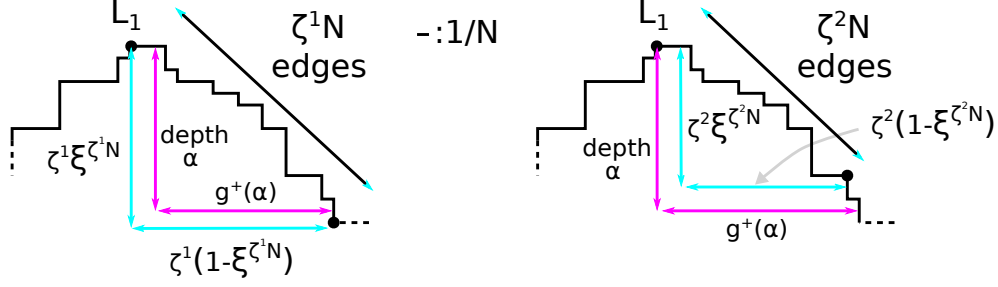 L₁
ζ¹N
edges
-:1/N
ζ¹ξ^ζ¹N
depth
α
g⁺(α)
ζ¹(1-ξ^ζ¹N)
L₁
ζ²N
edges
ζ²ξ^ζ²N
ζ²(1-ξ^ζ²N)
depth
α
g⁺(α)